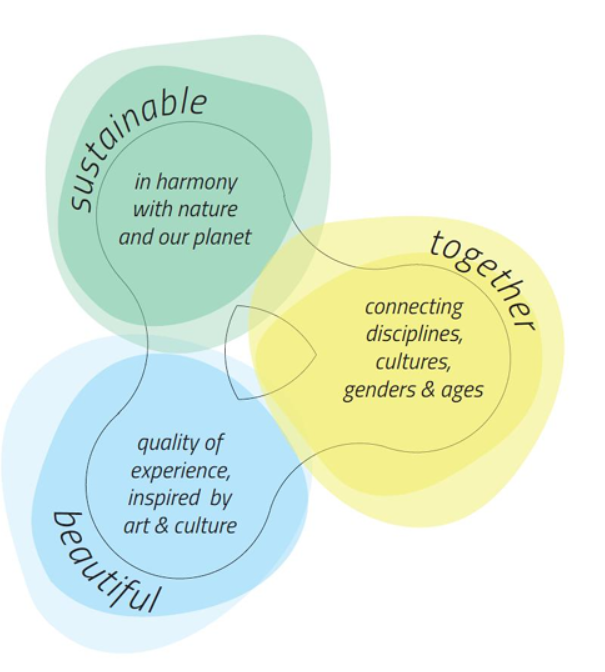 sustainable
in harmony
with nature
and our planet
together
connecting
disciplines,
cultures,
genders & ages
quality of
experience,
inspired by
art & culture
beautiful